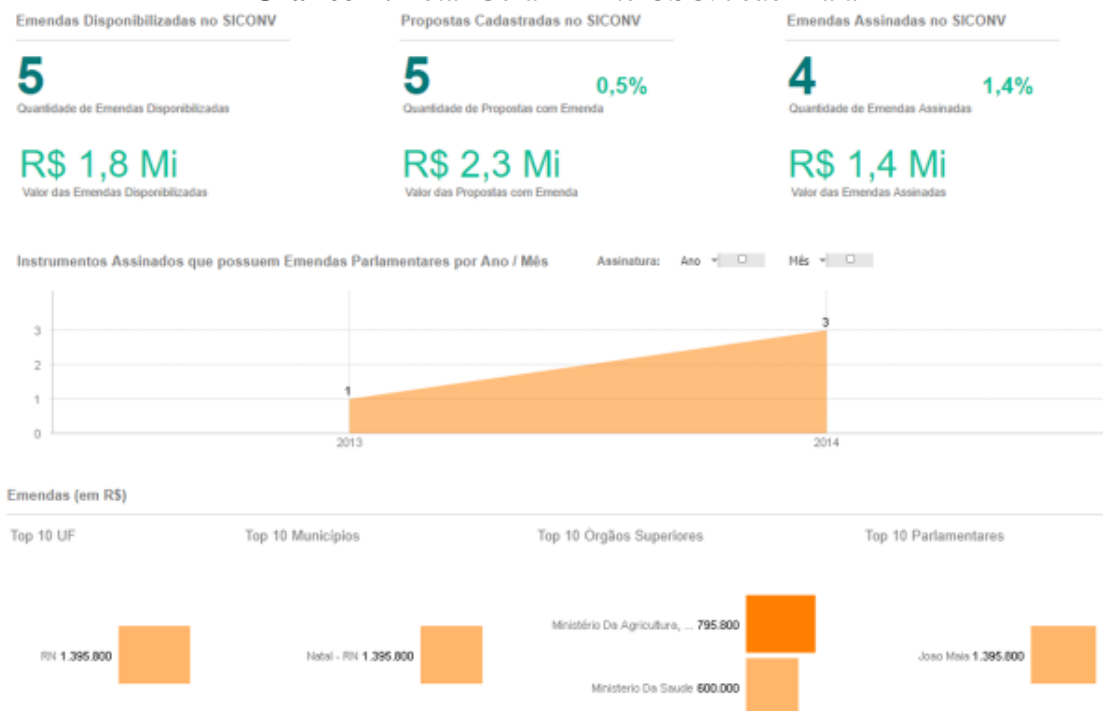 Emendas Disponibilizadas no SICONV
Propostas Cadastradas no SICONV
Emendas Assinadas no SICONV
5
Quantidade de Emendas Disponibilizadas
5 0,5%
Quantidade de Propostas com Emenda
4 1,4%
Quantidade de Emendas Assinadas
R$ 1,8 Mi
Valor das Emendas Disponibilizadas
R$ 2,3 Mi
Valor das Propostas com Emenda
R$ 1,4 Mi
Valor das Emendas Assinadas
Instrumentos Assinados que possuem Emendas Parlamentares por Ano / Mês Assinatura: Ano Mês
3
2
1
0
1
3
2013 2014
Emendas (em R$)
Top 10 UF
Top 10 Municípios
Top 10 Órgãos Superiores
Top 10 Parlamentares
RN 1.395.800
Natal - RN 1.395.800
Ministério Da Agricultura, ... 795.800
Ministerio Da Saude 600.000
Joao Maia 1.395.800